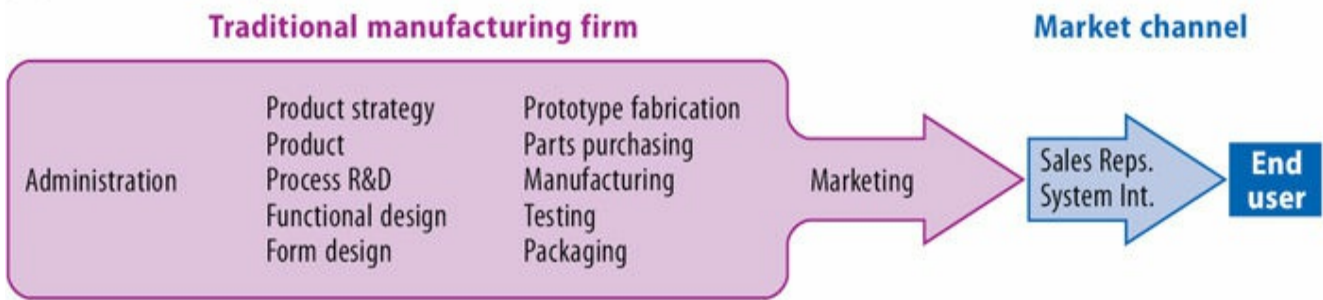 Traditional manufacturing firm
Market channel
Administration
Product strategy
Product
Process R&D
Functional design
Form design
Prototype fabrication
Parts purchasing
Manufacturing
Testing
Packaging
Marketing
Sales Reps.
System Int.
End
user